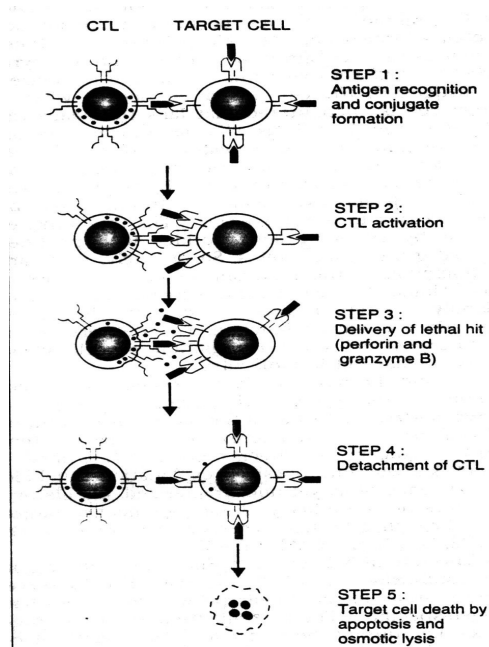 CTL TARGET CELL
STEP 1 :
Antigen recognition
and conjugate
formation
STEP 2 :
CTL activation
STEP 3 :
Delivery of lethal hit
(perforin and
granzyme B)
STEP 4 :
Detachment of CTL
STEP 5 :
Target cell death by
apoptosis and
osmotic lysis